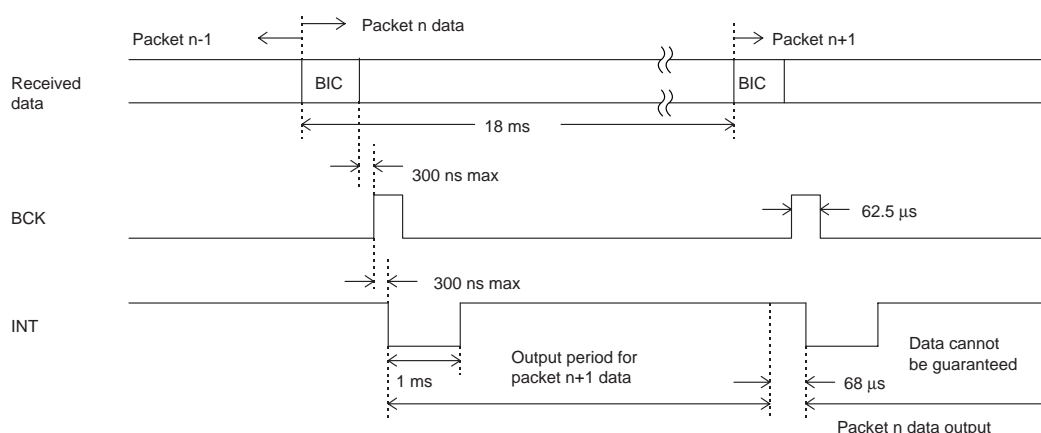 Packet n-1
Packet n data
Packet n+1
Received
data
BIC
BIC
18 ms
300 ns max
BCK
62.5 µs
300 ns max
INT
1 ms
Output period for
packet n+1 data
Data cannot
be guaranteed
68 µs
Packet n data output